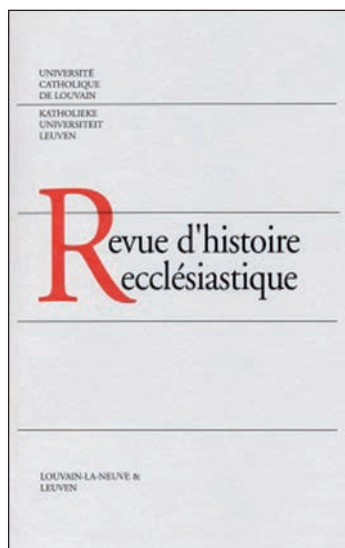 UNIVERSITÉ
CATHOLIQUE
DE LOUVAIN
KATHOLIEKE
UNIVERSITEIT
LEUVEN
Revue d'histoire
ecclésiastique
LOUVAIN-LA-NEUVE &
LEUVEN